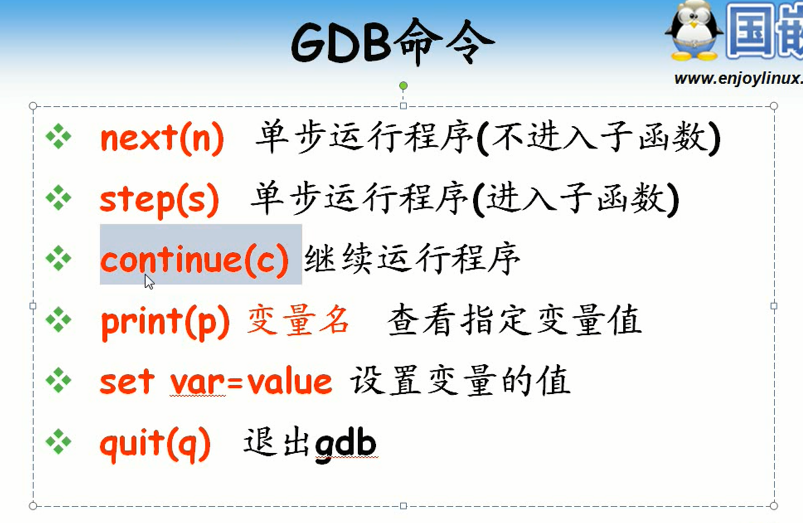 GDB命令
国嵌
www.enjoylinux.
next(n) 单步运行程序(不进入子函数)
step(s) 单步运行程序(进入子函数)
continue(c) 继续运行程序
print(p) 变量名 查看指定变量值
set var=value 设置变量的值
quit(q) 退出gdb